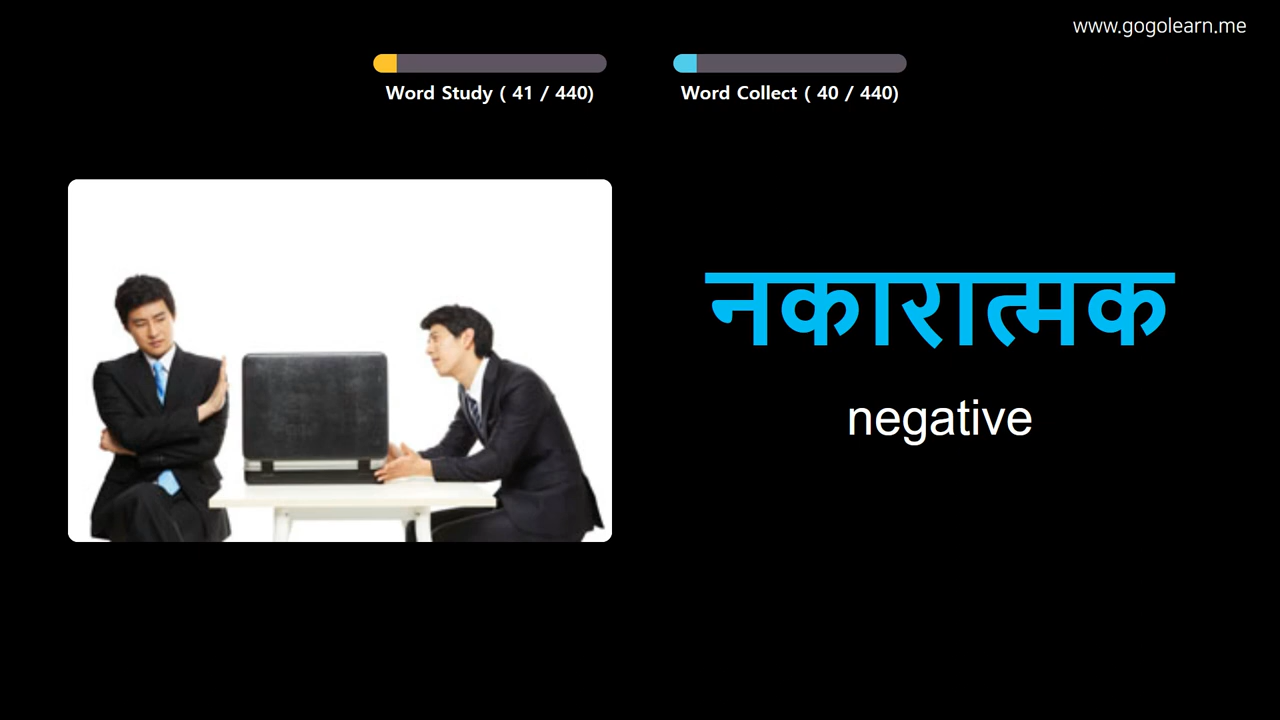 www.gogolearn.me
Word Study ( 41 / 440)
Word Collect ( 40 / 440)
नकारात्मक
negative